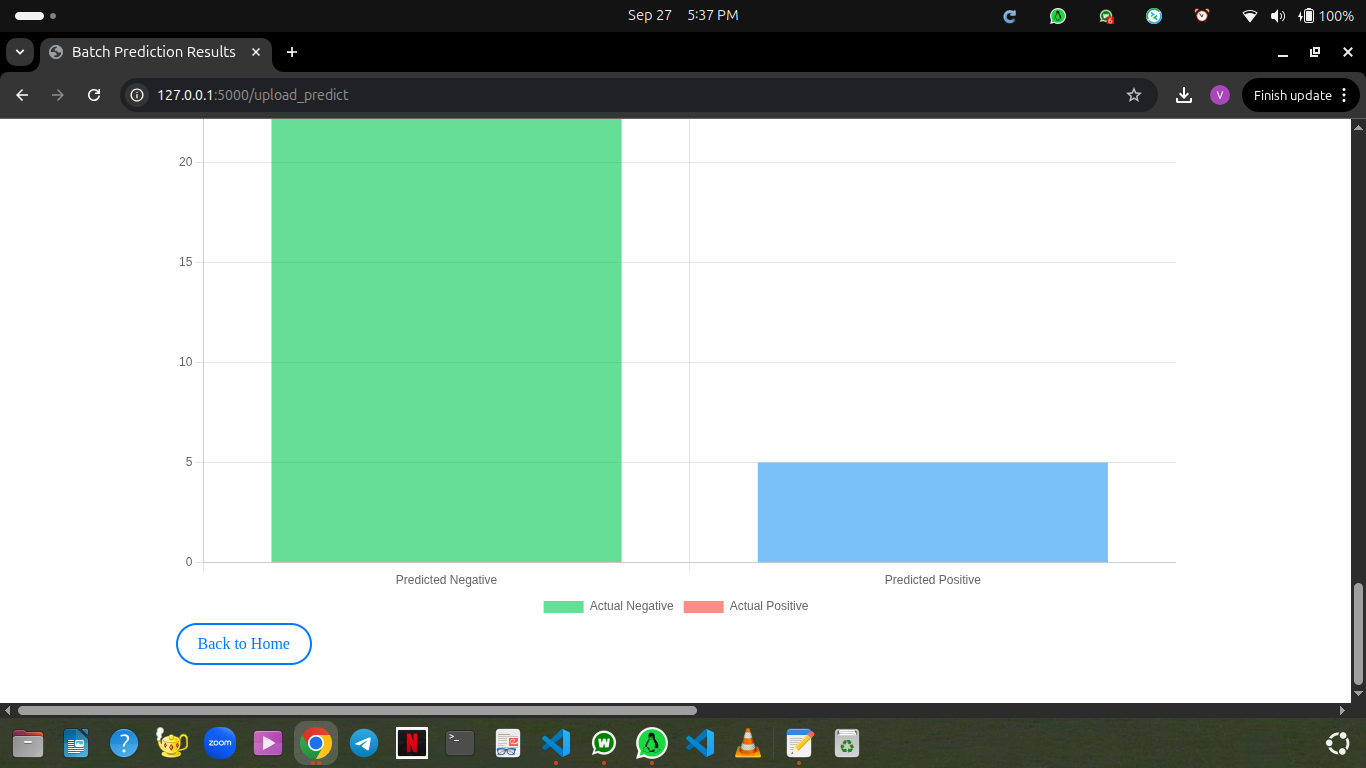 Sep 27 5:37 PM
6
100%
Batch Prediction Results
127.0.0.1:5000/upload_predict
V
Finish update
20
15
10
5
0
Predicted Negative
Predicted Positive
Actual Negative
Actual Positive
Back to Home
?
zoom
N
>_
W